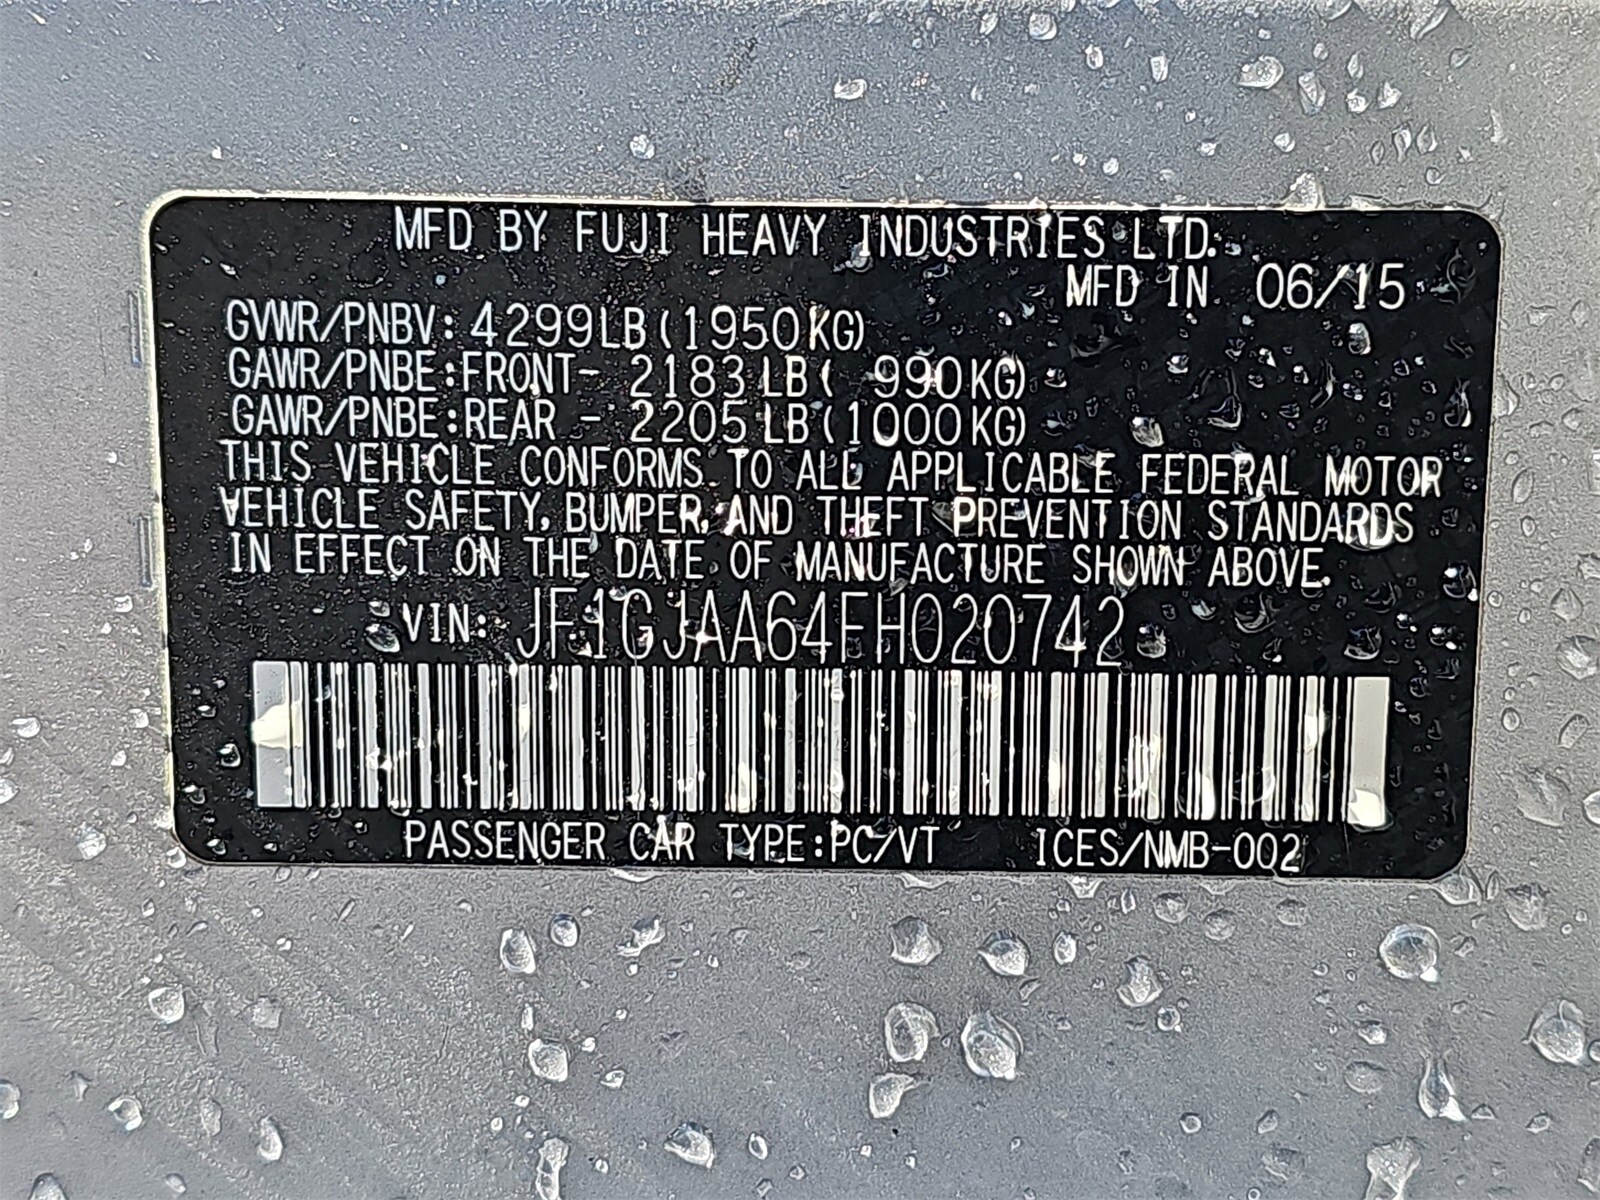 MFD BY FUJI HEAVY INDUSTRIES LTD.
MFD IN 06/15
GVWR/PNBV: 4299LB (1950KG)
GAWR/PNBE:FRONT- 2183LB( 990KG)
GAWR/PNBE:REAR - 2205LB(1000KG)
THIS VEHICLE CONFORMS TO ALL APPLICABLE FEDERAL MOTOR
VEHICLE SAFETY, BUMPER, AND THEFT PREVENTION STANDARDS
IN EFFECT ON THE DATE OF MANUFACTURE SHOWN ABOVE.
VIN: JF1GJAA64FH020742
PASSENGER CAR TYPE:PC/VT ICES/NMB-002